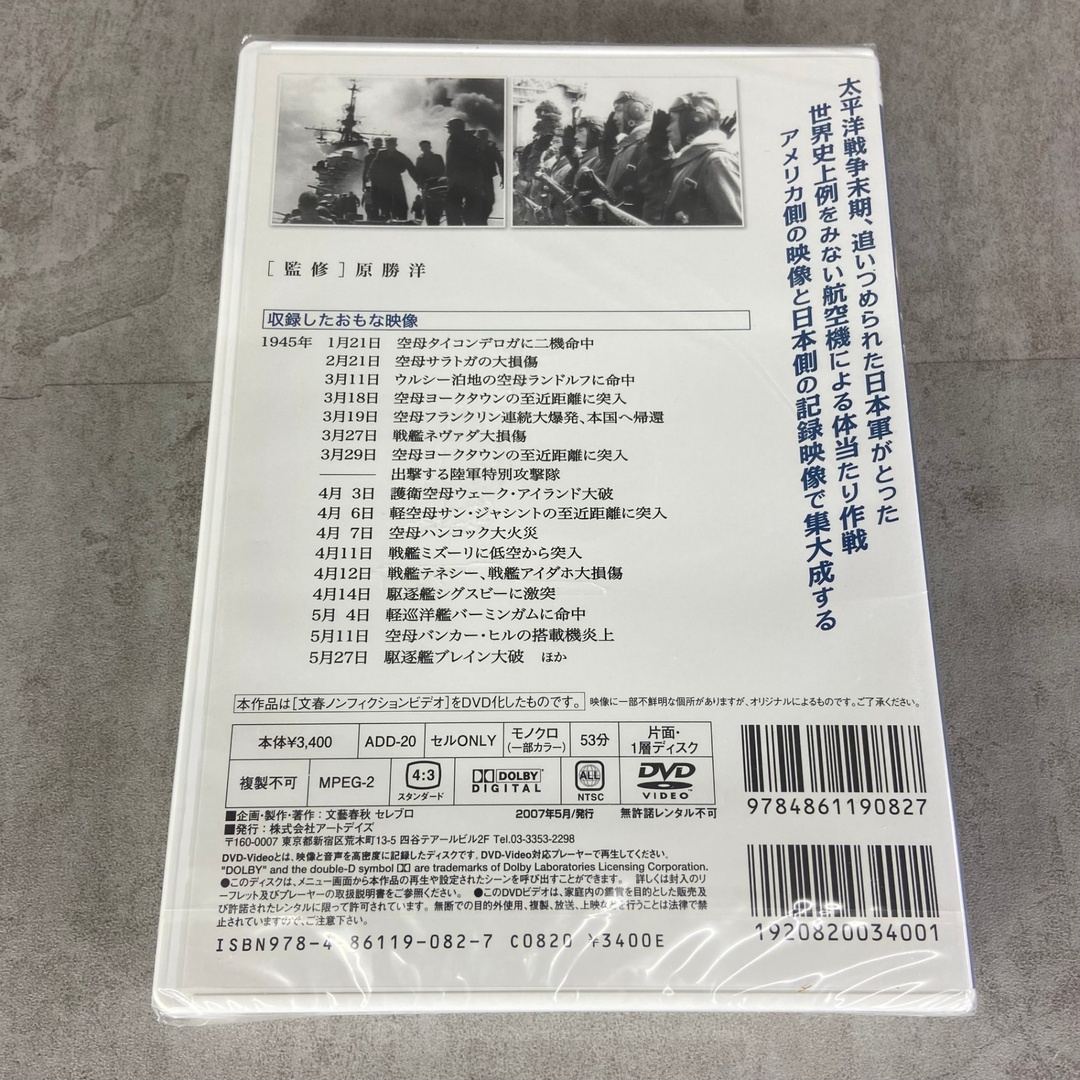 太平洋戦争末期、追いつめられた日本軍がとった
世界史上例をみない航空機による体当たり作戦
アメリカ側の映像と日本側の記録映像で集大成する
[監修]原勝洋
収録したおもな映像
1945年 1月21日 空母タイコンデロガに二機命中
2月21日 空母サラトガの大損傷
3月11日 ウルシー泊地の空母ランドルフに命中
3月18日 空母ヨークタウンの至近距離に突入
3月19日 空母フランクリン連続大爆発、本国へ帰還
3月27日 戦艦ネヴァダ大損傷
3月29日 空母ヨークタウンの至近距離に突入
——— 出撃する陸軍特別攻撃隊
4月 3日 護衛空母ウェーク・アイランド大破
4月 6日 軽空母サン・ジャシントの至近距離に突入
4月 7日 空母ハンコック大火災
4月11日 戦艦ミズーリに低空から突入
4月12日 戦艦テネシー、戦艦アイダホ大損傷
4月14日 駆逐艦シグスビーに激突
5月 4日 軽巡洋艦バーミンガムに命中
5月11日 空母バンカー・ヒルの搭載機炎上
5月27日 駆逐艦ブレイン大破 ほか
本作品は[文春ノンフィクションビデオ]をDVD化したものです。 映像に一部不鮮明な個所がありますが、オリジナルによるものです。ご了承ください。
本体¥3,400 ADD-20 セルONLY モノクロ(一部カラー) 53分 片面・1層ディスク
複製不可 MPEG-2 4:3 スタンダード DOLBY DIGITAL ALL NTSC DVD VIDEO
■企画・製作・著作:文藝春秋 セレブロ 2007年5月/発行 無許諾レンタル不可
■発行:株式会社アートデイズ
〒160-0007 東京都新宿区荒木町13-5 四谷テアールビル2F Tel.03-3353-2298
DVD-Videoとは、映像と音声を高密度に記録したディスクです。DVD-Video対応プレーヤーで再生してください。
"DOLBY" and the double-D symbol are trademarks of Dolby Laboratories Licensing Corporation.
●このディスクは、メニュー画面から本作品の再生や設定されたシーンを呼び出すことができます。 詳しくは封入のリ
ーフレット及びプレーヤーの取扱説明書をご参照ください。 ●このDVDビデオは、家庭内の鑑賞を目的とした販売及
び許諾されたレンタルに限って許可されています。無断での目的外使用、複製、放送、上映などを行うことは法律で禁
止されていますので、ご注意下さい。
ISBN978-4-86119-082-7 C0820 ¥3400E
9784861190827
1920820034001